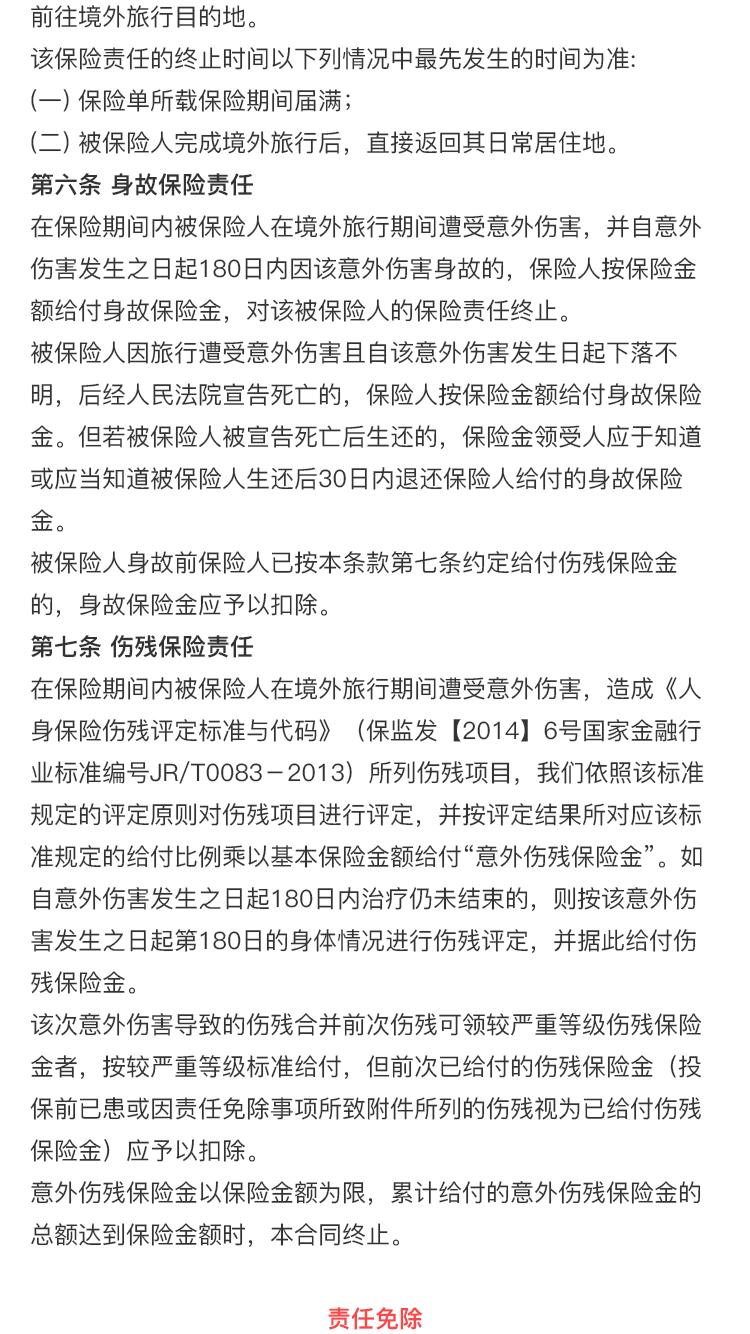 前往境外旅行目的地。
该保险责任的终止时间以下列情况中最先发生的时间为准:
(一) 保险单所载保险期间届满；
(二) 被保险人完成境外旅行后，直接返回其日常居住地。
第六条 身故保险责任
在保险期间内被保险人在境外旅行期间遭受意外伤害，并自意外
伤害发生之日起180日内因该意外伤害身故的，保险人按保险金
额给付身故保险金，对该被保险人的保险责任终止。
被保险人因旅行遭受意外伤害且自该意外伤害发生日起下落不
明，后经人民法院宣告死亡的，保险人按保险金额给付身故保险
金。但若被保险人被宣告死亡后生还的，保险金领受人应于知道
或应当知道被保险人生还后30日内退还保险人给付的身故保险
金。
被保险人身故前保险人已按本条款第七条约定给付伤残保险金
的，身故保险金应予以扣除。
第七条 伤残保险责任
在保险期间内被保险人在境外旅行期间遭受意外伤害，造成《人
身保险伤残评定标准与代码》（保监发【2014】6号国家金融行
业标准编号JR/T0083－2013）所列伤残项目，我们依照该标准
规定的评定原则对伤残项目进行评定，并按评定结果所对应该标
准规定的给付比例乘以基本保险金额给付“意外伤残保险金”。如
自意外伤害发生之日起180日内治疗仍未结束的，则按该意外伤
害发生之日起第180日的身体情况进行伤残评定，并据此给付伤
残保险金。
该次意外伤害导致的伤残合并前次伤残可领较严重等级伤残保险
金者，按较严重等级标准给付，但前次已给付的伤残保险金（投
保前已患或因责任免除事项所致附件所列的伤残视为已给付伤残
保险金）应予以扣除。
意外伤残保险金以保险金额为限，累计给付的意外伤残保险金的
总额达到保险金额时，本合同终止。
责任免除